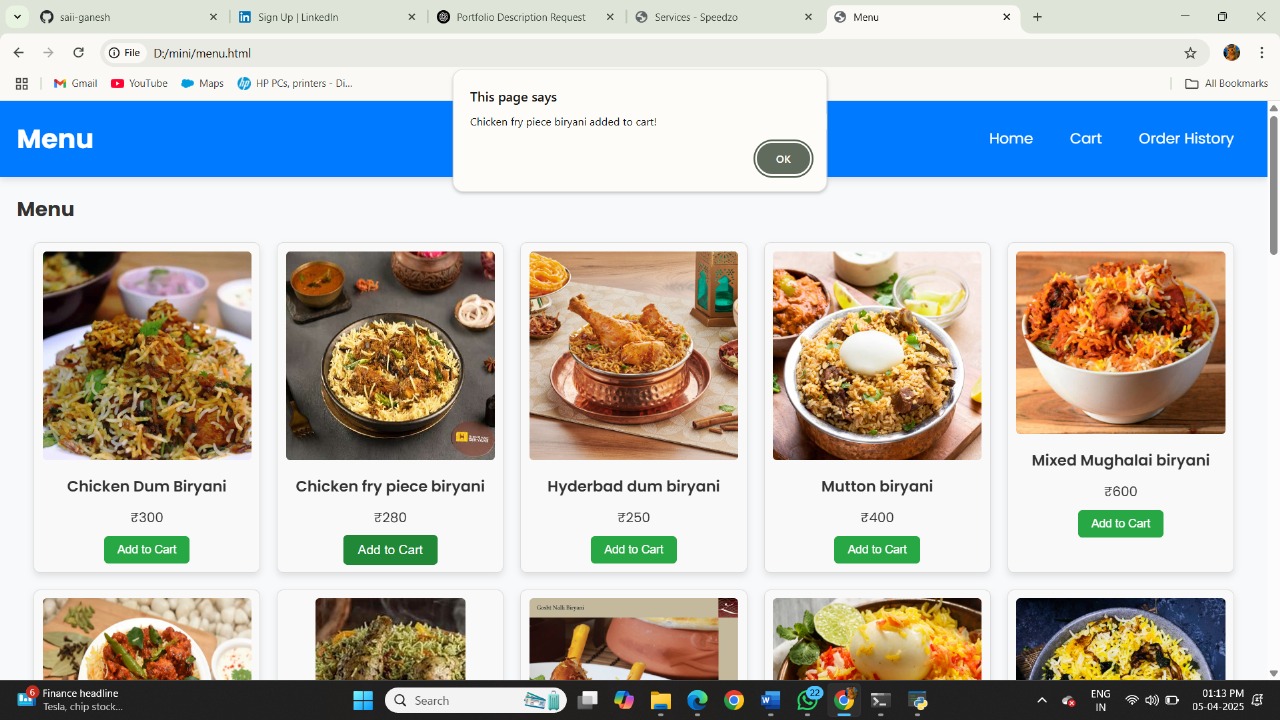 saii-ganesh
Sign Up | LinkedIn
Portfolio Description Request
Services - Speedzo
Menu
File
D:/mini/menu.html
Gmail
YouTube
Maps
HP PCs, printers - Di...
All Bookmarks
This page says
Chicken fry piece biryani added to cart!
OK
Menu
Home
Cart
Order History
Menu
Chicken Dum Biryani
₹300
Add to Cart
Chicken fry piece biryani
₹280
Add to Cart
Hyderbad dum biryani
₹250
Add to Cart
Mutton biryani
₹400
Add to Cart
Mixed Mughalai biryani
₹600
Add to Cart
Gosht Nalli Biryani
6
Finance headline
Tesla, chip stock...
Search
22
ENG
IN
01:13 PM
05-04-2025